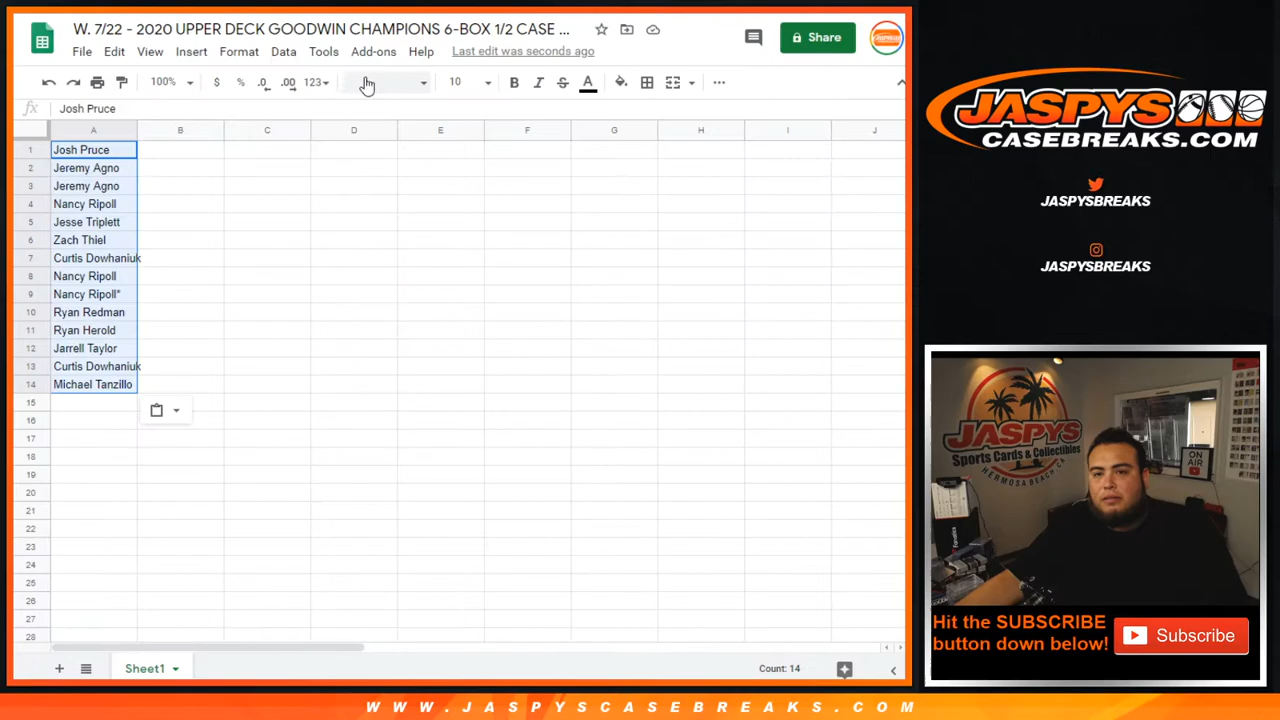 W. 7/22 - 2020 UPPER DECK GOODWIN CHAMPIONS 6-BOX 1/2 CASE ...
Share
File Edit View Insert Format Data Tools Add-ons Help Last edit was seconds ago
100% $ % .0 .00 123 10 B I S A ...
fx Josh Pruce
A B C D E F G H I J
1 Josh Pruce
2 Jeremy Agno
3 Jeremy Agno
4 Nancy Ripoll
5 Jesse Triplett
6 Zach Thiel
7 Curtis Dowhaniuk
8 Nancy Ripoll
9 Nancy Ripoll*
10 Ryan Redman
11 Ryan Herold
12 Jarrell Taylor
13 Curtis Dowhaniuk
14 Michael Tanzillo
15
16
17
18
19
20
21
22
23
24
25
26
27
28
Sheet1
Count: 14
JASPYS
CASEBREAKS.COM
JASPYSBREAKS
JASPYSBREAKS
JASPYS
Sports Cards & Collectibles
HERMOSA BEACH, CA
ON AIR
Fanatics
Hit the SUBSCRIBE
button down below!
Subscribe
WWW.JASPYSCASEBREAKS.COM